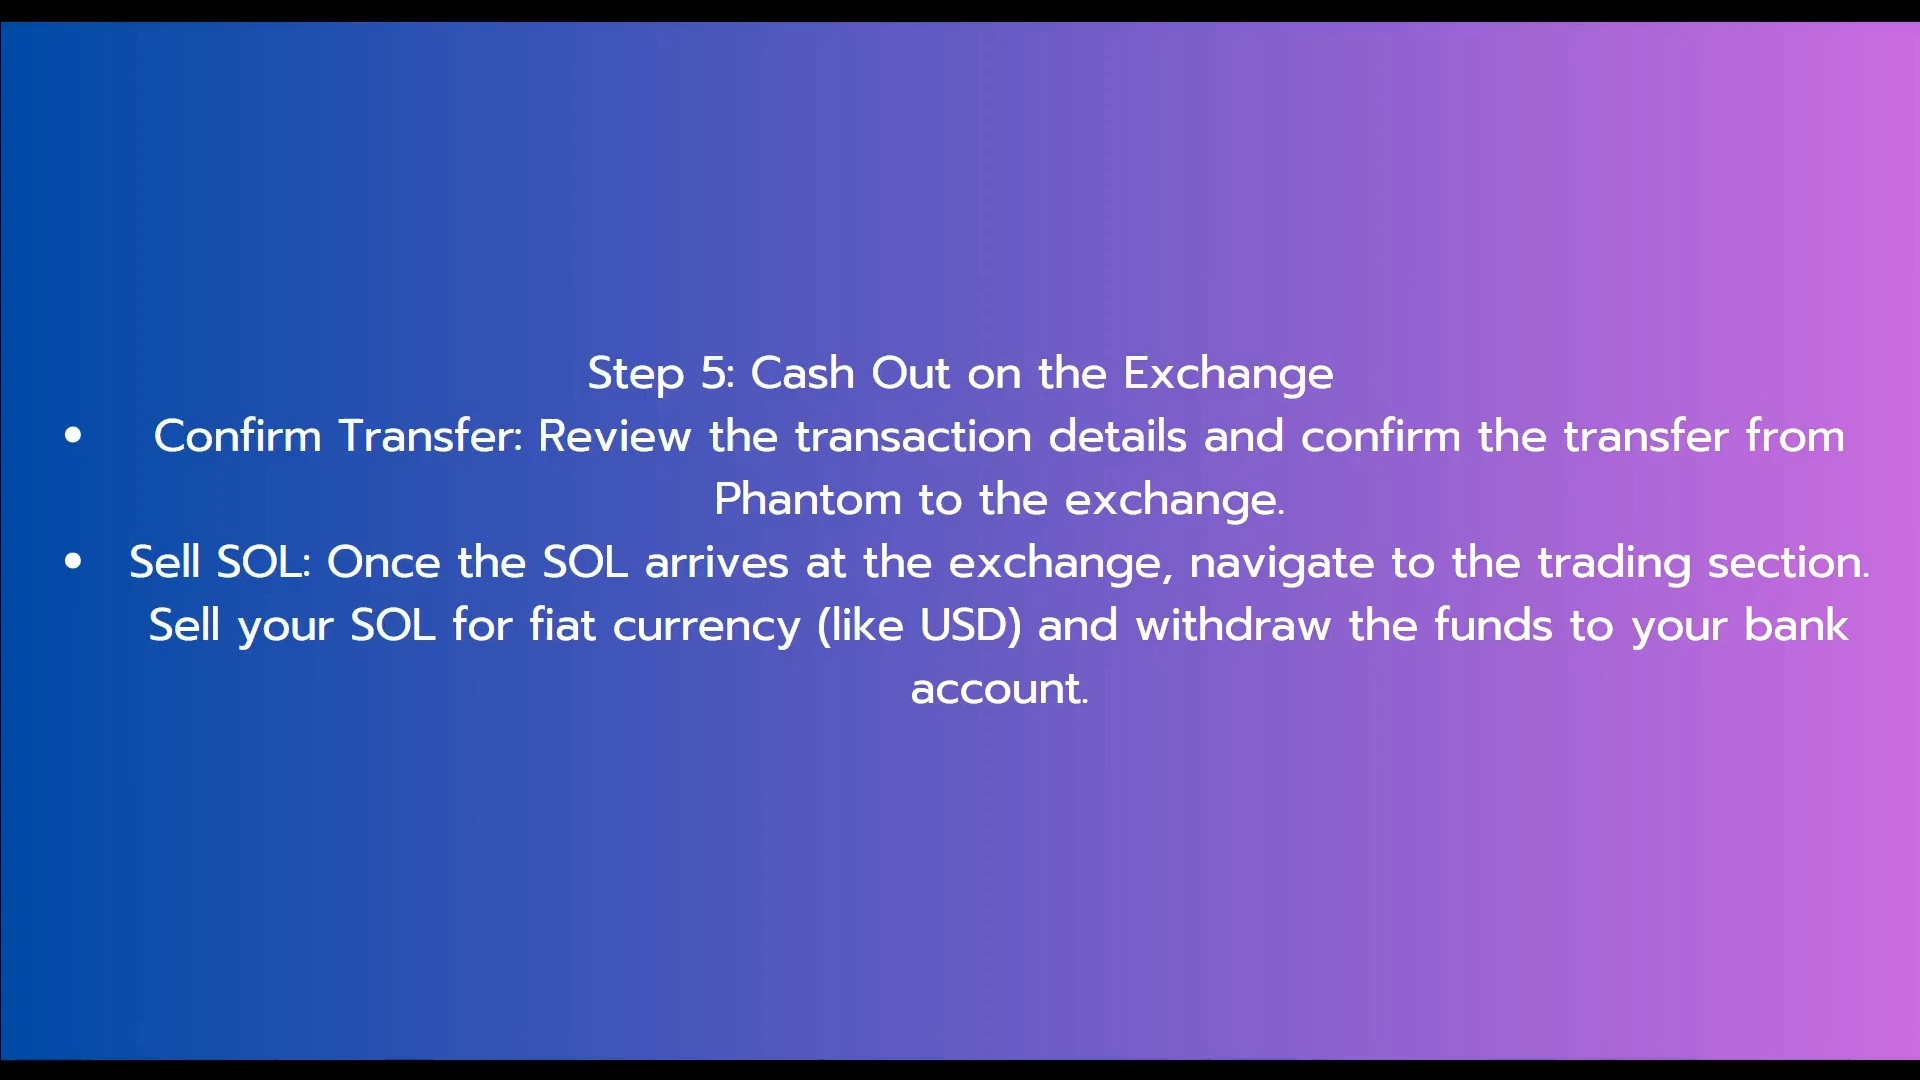 Step 5: Cash Out on the Exchange
• Confirm Transfer: Review the transaction details and confirm the transfer from
Phantom to the exchange.
• Sell SOL: Once the SOL arrives at the exchange, navigate to the trading section.
Sell your SOL for fiat currency (like USD) and withdraw the funds to your bank
account.